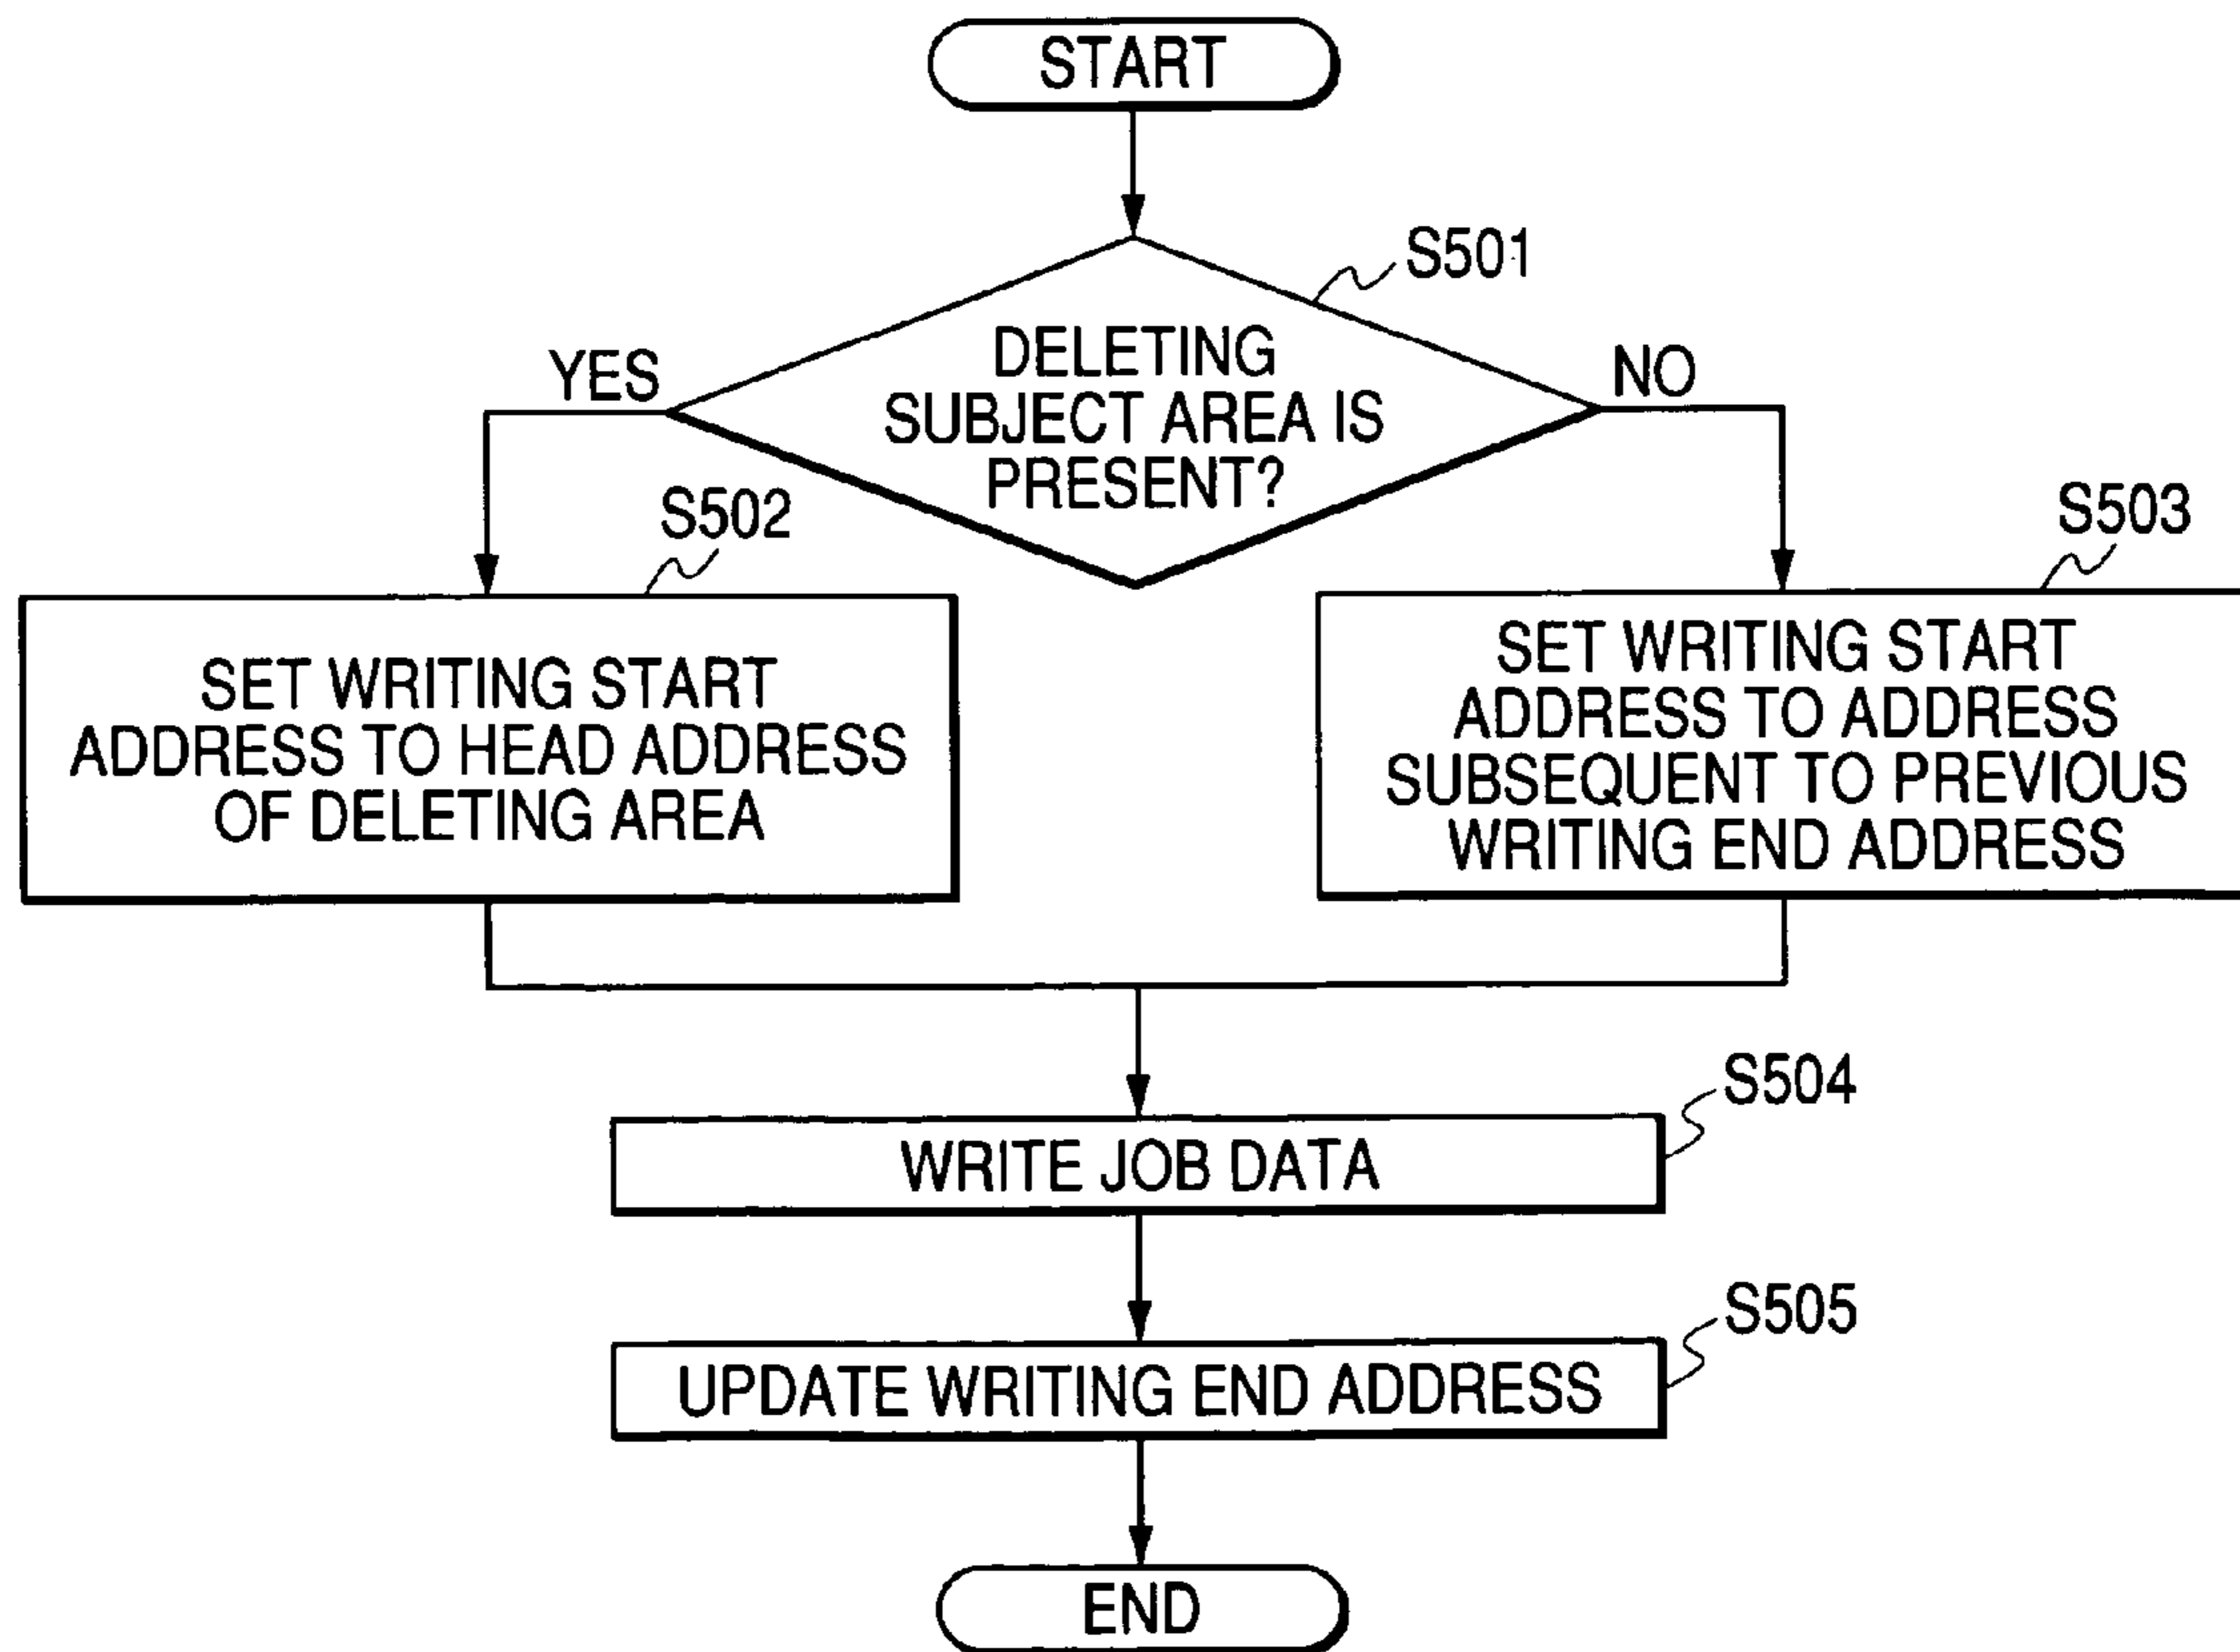 START
S501
DELETING
SUBJECT AREA IS
PRESENT?
YES
NO
S502
SET WRITING START
ADDRESS TO HEAD ADDRESS
OF DELETING AREA
S503
SET WRITING START
ADDRESS TO ADDRESS
SUBSEQUENT TO PREVIOUS
WRITING END ADDRESS
S504
WRITE JOB DATA
S505
UPDATE WRITING END ADDRESS
END